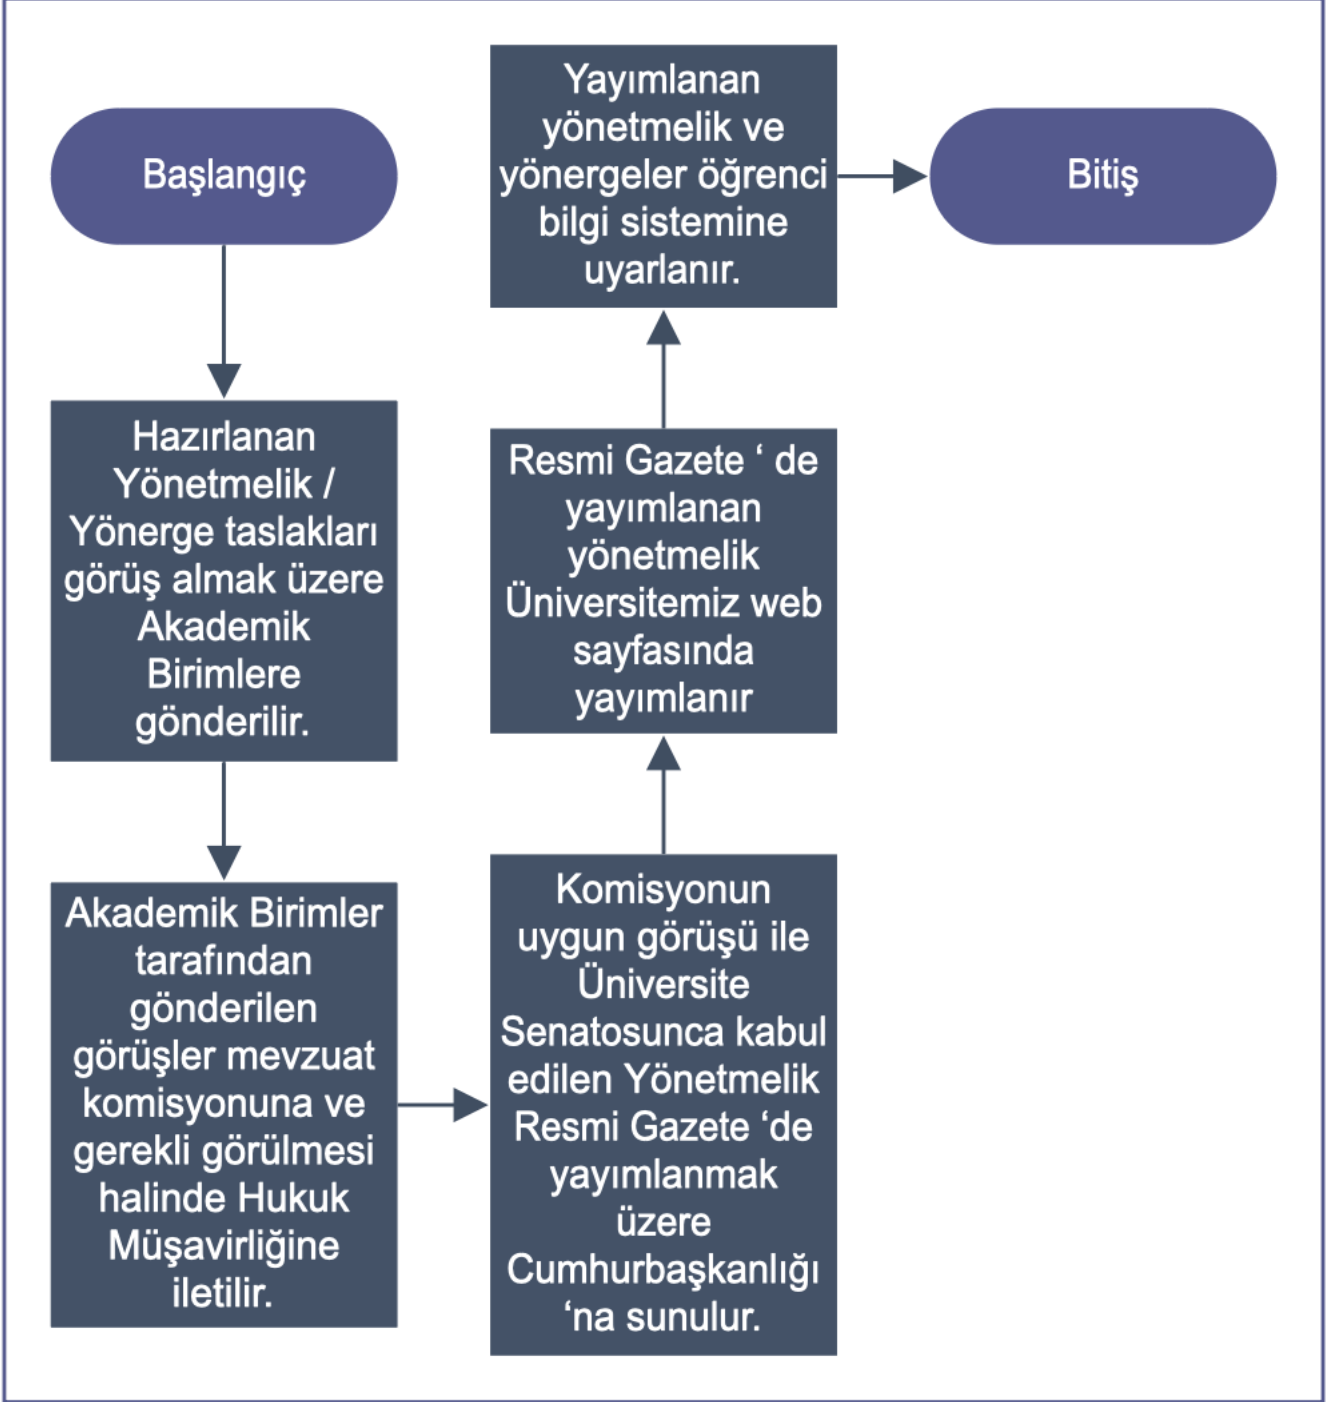 Başlangıç
Hazırlanan
Yönetmelik /
Yönerge taslakları
görüş almak üzere
Akademik
Birimlere
gönderilir.
Akademik Birimler
tarafından
gönderilen
görüşler mevzuat
komisyonuna ve
gerekli görülmesi
halinde Hukuk
Müşavirliğine
iletilir.
Komisyonun
uygun görüşü ile
Üniversite
Senatosunca kabul
edilen Yönetmelik
Resmi Gazete ‘de
yayımlanmak
üzere
Cumhurbaşkanlığı
‘na sunulur.
Resmi Gazete ‘ de
yayımlanan
yönetmelik
Üniversitemiz web
sayfasında
yayımlanır
Yayımlanan
yönetmelik ve
yönergeler öğrenci
bilgi sistemine
uyarlanır.
Bitiş